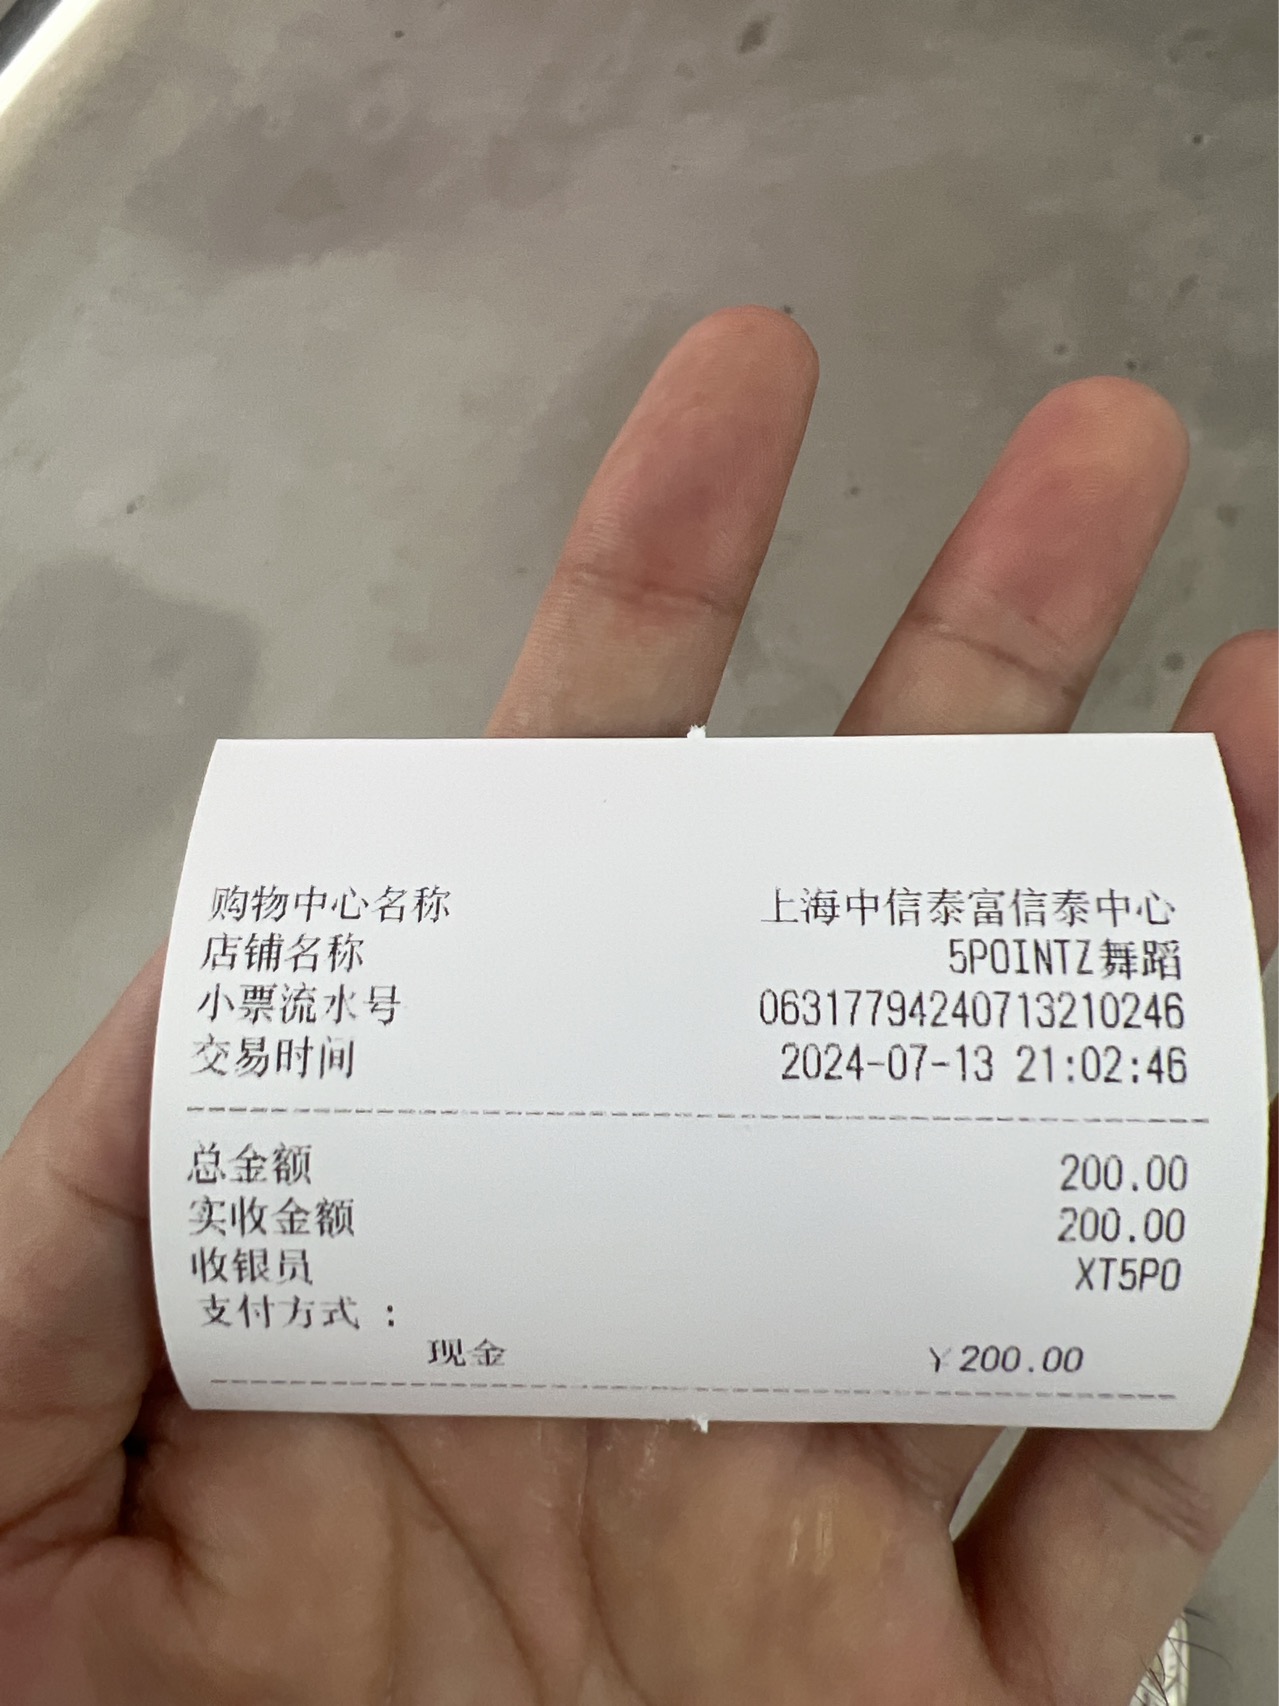 购物中心名称 上海中信泰富信泰中心
店铺名称 5POINTZ舞蹈
小票流水号 06317794240713210246
交易时间 2024-07-13 21:02:46
总金额 200.00
实收金额 200.00
收银员 XT5PO
支付方式 :
现金 ¥200.00